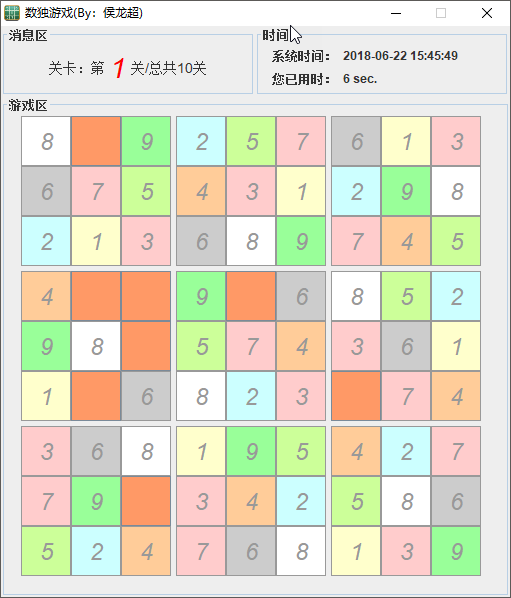 数独游戏(By：侯龙超)
消息区
时间
关卡：第 1 关/总共10关
系统时间： 2018-06-22 15:45:49
您已用时： 6 sec.
游戏区
8 9 2 5 7 6 1 3
6 7 5 4 3 1 2 9 8
2 1 3 6 8 9 7 4 5
4 9 6 8 5 2
9 8 5 7 4 3 6 1
1 6 8 2 3 7 4
3 6 8 1 9 5 4 2 7
7 9 3 4 2 5 8 6
5 2 4 7 6 8 1 3 9